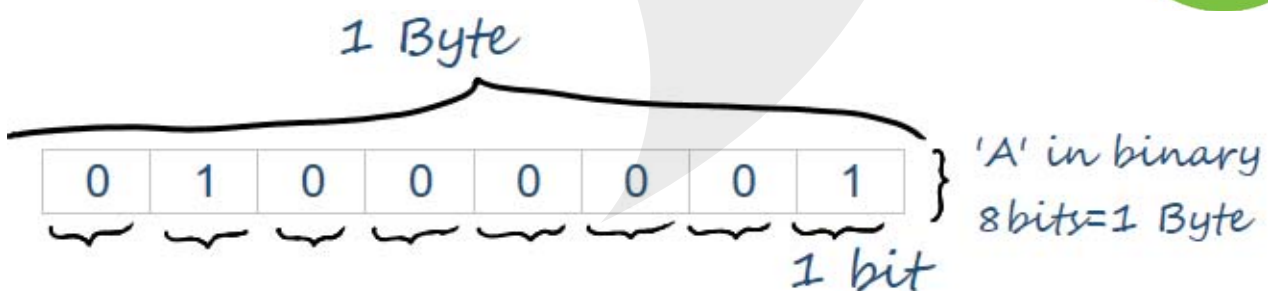 1 Byte
0 1 0 0 0 0 0 1
'A' in binary
8bits=1 Byte
1 bit